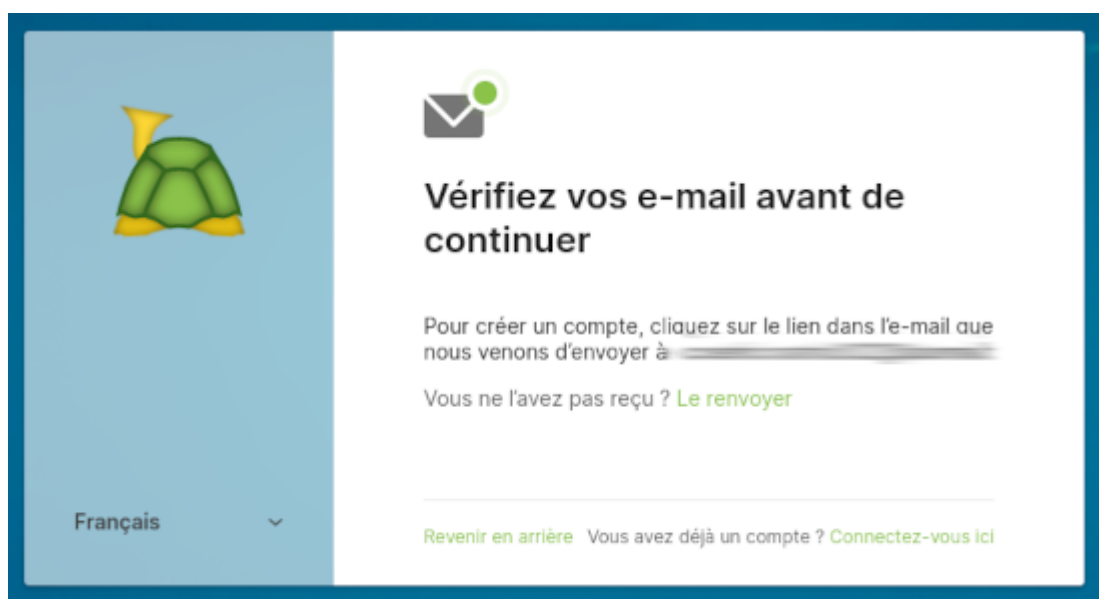 Vérifiez vos e-mail avant de
continuer
Pour créer un compte, cliquez sur le lien dans l'e-mail que
nous venons d'envoyer à
Vous ne l'avez pas reçu ? Le renvoyer
Français
Revenir en arrière Vous avez déjà un compte ? Connectez-vous ici